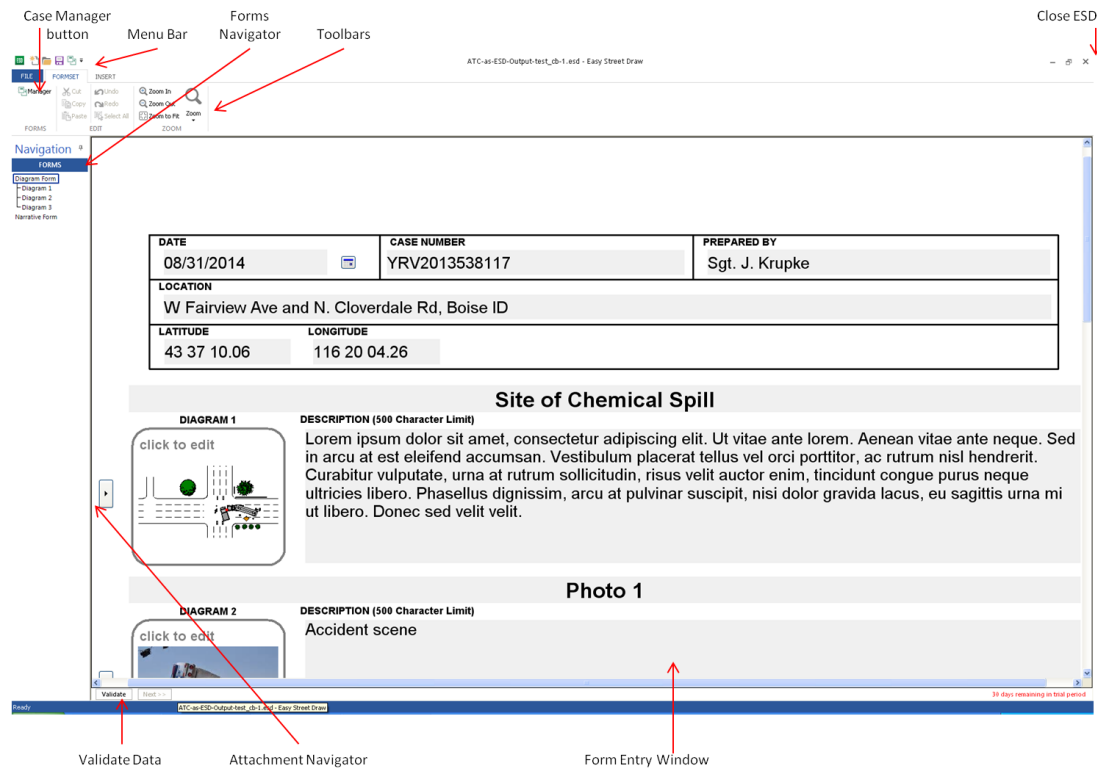 Case Manager
button
Menu Bar
Forms
Navigator
Toolbars
Close ESD
ATC-as-ESD-Output-test_cb-1.esd - Easy Street Draw
FILE
FORMSET
INSERT
Manager
Cut
Copy
Paste
Undo
Redo
Select All
Zoom In
Zoom Out
Zoom to Fit
Zoom
FORMS
EDIT
ZOOM
Navigation
FORMS
Diagram Form
Diagram 1
Diagram 2
Diagram 3
Narrative Form
DATE
08/31/2014
CASE NUMBER
YRV2013538117
PREPARED BY
Sgt. J. Krupke
LOCATION
W Fairview Ave and N. Cloverdale Rd, Boise ID
LATITUDE
43 37 10.06
LONGITUDE
116 20 04.26
Site of Chemical Spill
DIAGRAM 1
click to edit
DESCRIPTION (500 Character Limit)
Lorem ipsum dolor sit amet, consectetur adipiscing elit. Ut vitae ante lorem. Aenean vitae ante neque. Sed
in arcu at est eleifend accumsan. Vestibulum placerat tellus vel orci porttitor, ac rutrum nisl hendrerit.
Curabitur vulputate, urna at rutrum sollicitudin, risus velit auctor enim, tincidunt congue purus neque
ultricies libero. Phasellus dignissim, arcu at pulvinar suscipit, nisi dolor gravida lacus, eu sagittis urna mi
ut libero. Donec sed velit velit.
Photo 1
DIAGRAM 2
click to edit
DESCRIPTION (500 Character Limit)
Accident scene
Validate
Next >>
39 days remaining in trial period
Ready
ATC-as-ESD-Output-test_cb-1.esd - Easy Street Draw
Validate Data
Attachment Navigator
Form Entry Window